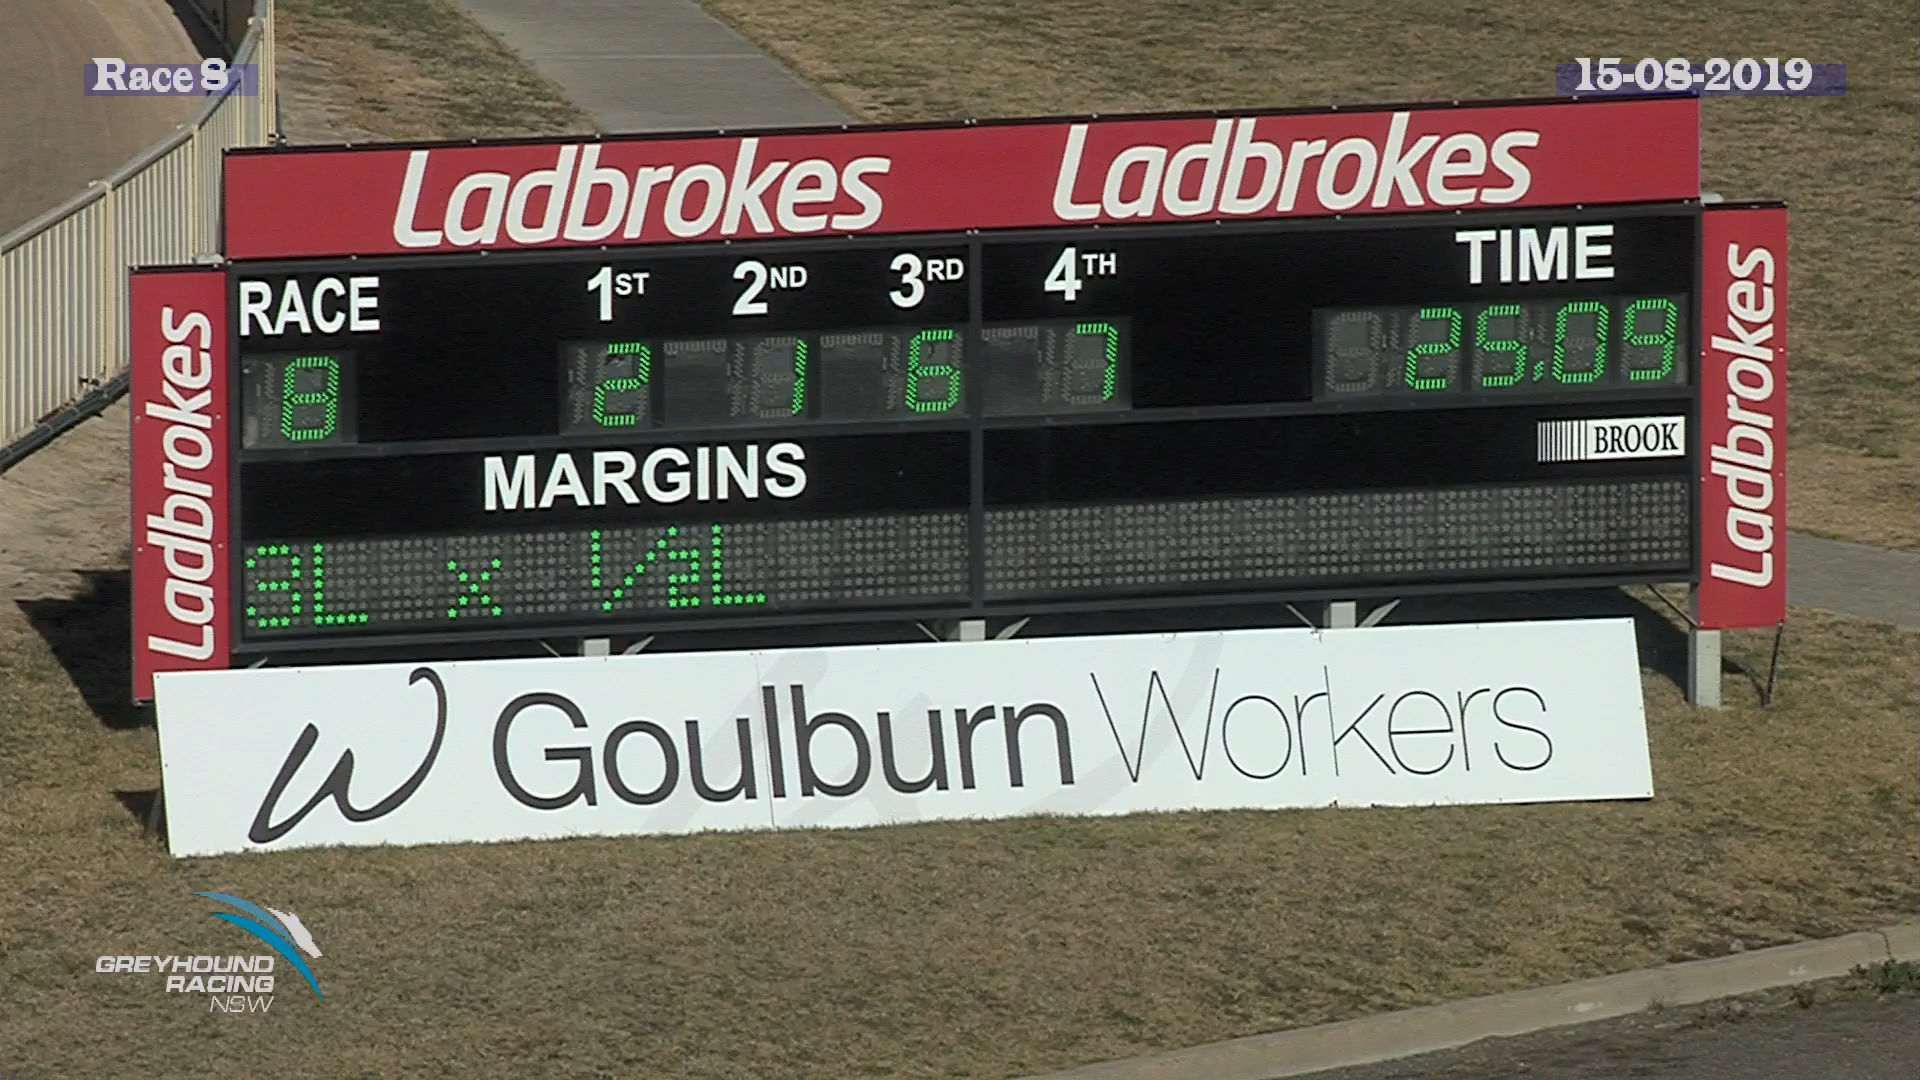 Race 8
15-08-2019
Ladbrokes Ladbrokes
Ladbrokes
RACE 1ST 2ND 3RD 4TH TIME
8 2 1 6 7 25.09
MARGINS
BROOK
3L x 1/2L
Ladbrokes
W Goulburn Workers
GREYHOUND
RACING
NSW